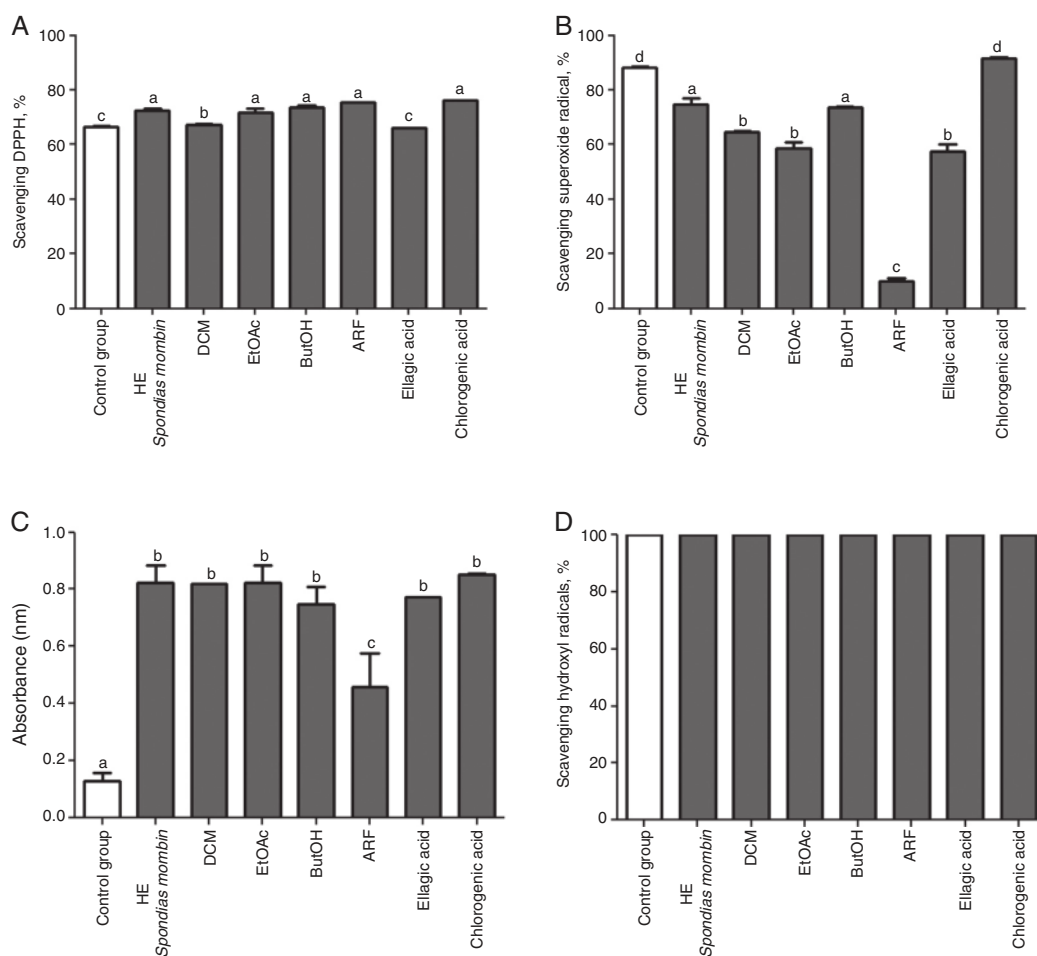 A
Scavenging DPPH, %
100
80
60
40
20
0
c
a
b
a
a
a
c
a
Control group
HE
Spondias mombin
DCM
EtOAc
ButOH
ARF
Ellagic acid
Chlorogenic acid
B
Scavenging superoxide radical, %
100
80
60
40
20
0
d
a
b
b
a
c
b
d
Control group
HE
Spondias mombin
DCM
EtOAc
ButOH
ARF
Ellagic acid
Chlorogenic acid
C
Absorbance (nm)
1.0
0.8
0.6
0.4
0.2
0.0
a
b
b
b
b
c
b
b
Control group
HE
Spondias mombin
DCM
EtOAc
ButOH
ARF
Ellagic acid
Chlorogenic acid
D
Scavenging hydroxyl radicals, %
100
80
60
40
20
0
Control group
HE
Spondias mombin
DCM
EtOAc
ButOH
ARF
Ellagic acid
Chlorogenic acid